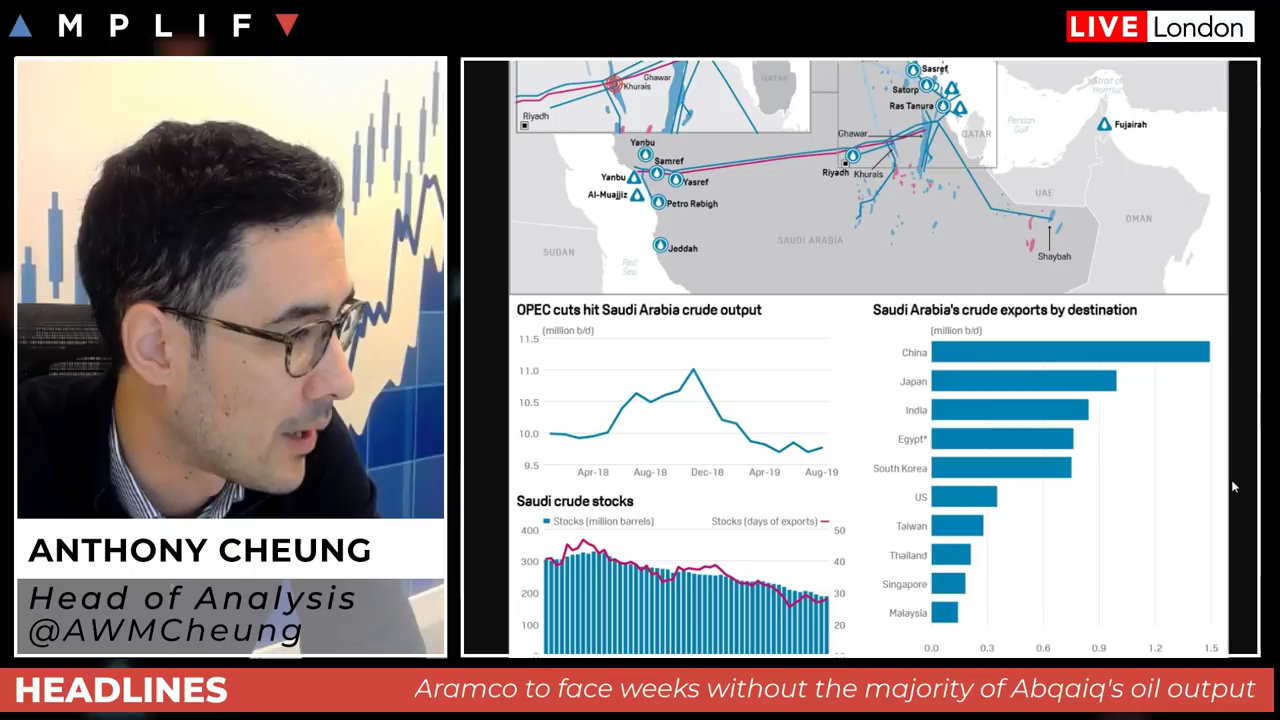 AMPLIFY
LIVE London
Ghawar
Khurais
Riyadh
QATAR
Sasref
Satorp
Ras Tanura
Strait of
Hormuz
Persian
Gulf
Fujairah
Ghawar
QATAR
Riyadh
Khurais
Yanbu
Samref
Yanbu
Yasref
Al-Muajjiz
Petro Rabigh
UAE
OMAN
SUDAN
Red
Sea
Jeddah
SAUDI ARABIA
Shaybah
OPEC cuts hit Saudi Arabia crude output
(million b/d)
11.5
11.0
10.5
10.0
9.5
Apr-18 Aug-18 Dec-18 Apr-19 Aug-19
Saudi crude stocks
Stocks (million barrels) Stocks (days of exports)
400 50
300 40
200 30
100 20
Saudi Arabia's crude exports by destination
(million b/d)
China
Japan
India
Egypt*
South Korea
US
Taiwan
Thailand
Singapore
Malaysia
0.0 0.3 0.6 0.9 1.2 1.5
ANTHONY CHEUNG
Head of Analysis
@AWMCheung
HEADLINES Aramco to face weeks without the majority of Abqaiq's oil output